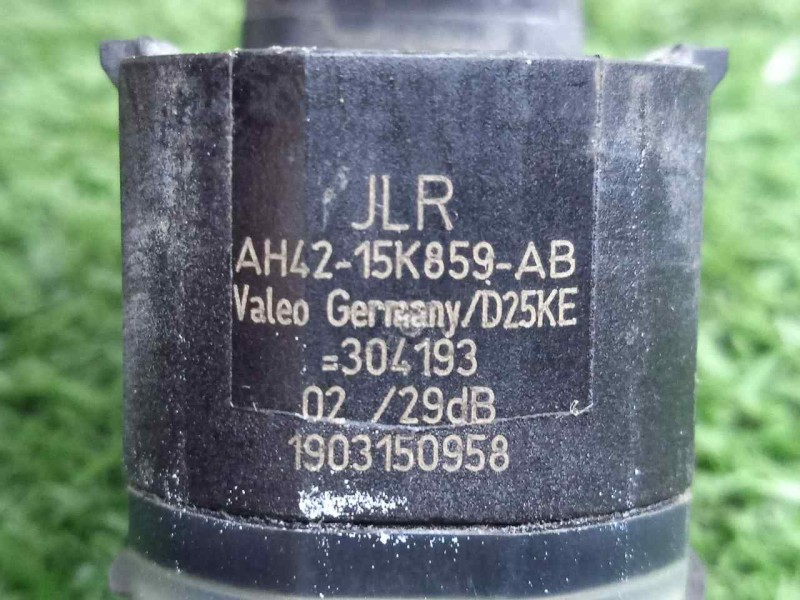 JLR
AH42-15K859-AB
Valeo Germany/D25KE
=304193
02 /29dB
1903150958